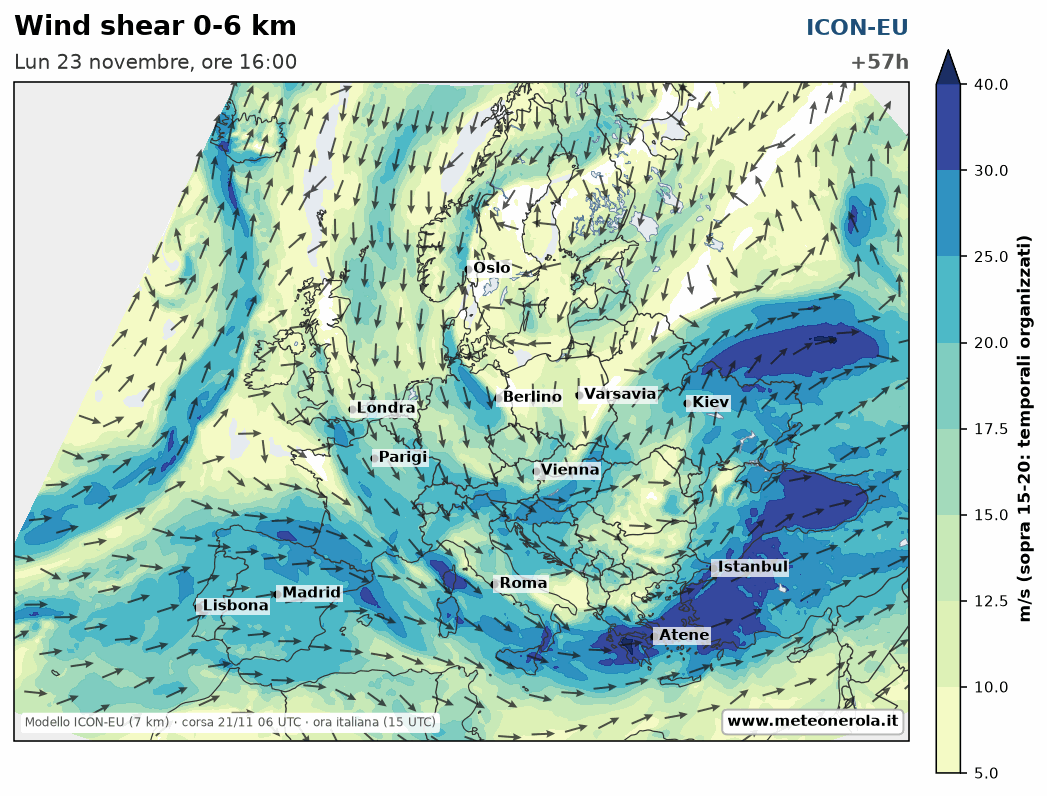 Wind shear 0-6 km
ICON-EU
Lun 23 novembre, ore 16:00
+57h
40.0
30.0
25.0
20.0
17.5
15.0
12.5
10.0
5.0
m/s (sopra 15-20: temporali organizzati)
Oslo
Berlino
Varsavia
Kiev
Londra
Parigi
Vienna
Istanbul
Roma
Madrid
Lisbona
Atene
Modello ICON-EU (7 km) · corsa 21/11 06 UTC · ora italiana (15 UTC)
www.meteonerola.it